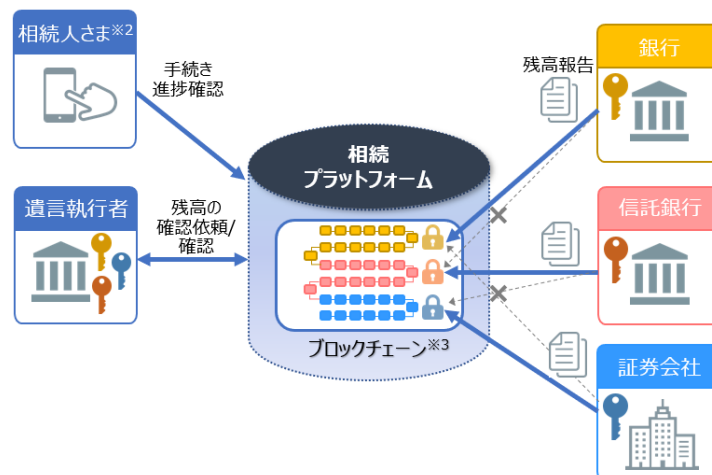 相続人さま※2
手続き
進捗確認
遺言執行者
残高の
確認依頼/
確認
相続
プラットフォーム
ブロックチェーン※3
残高報告
銀行
信託銀行
証券会社